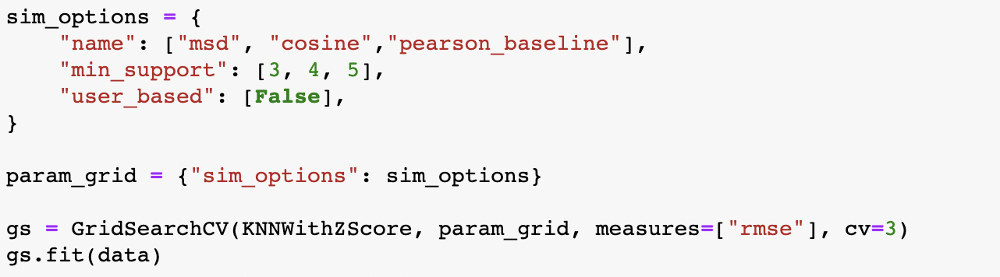 sim_options = {
    "name": ["msd", "cosine","pearson_baseline"],
    "min_support": [3, 4, 5],
    "user_based": [False],
}

param_grid = {"sim_options": sim_options}

gs = GridSearchCV(KNNWithZScore, param_grid, measures=["rmse"], cv=3)
gs.fit(data)